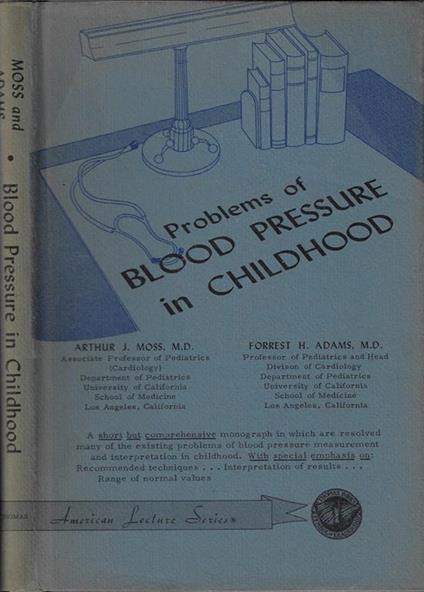 MOSS and
ADAMS
• Blood Pressure in Childhood
Problems of
BLOOD PRESSURE
in CHILDHOOD
ARTHUR J. MOSS, M.D.
Associate Professor of Pediatrics
(Cardiology)
Department of Pediatrics
University of California
School of Medicine
Los Angeles, California
FORREST H. ADAMS, M.D.
Professor of Pediatrics and Head
Divison of Cardiology
Department of Pediatrics
University of California
School of Medicine
Los Angeles, California
A short but comprehensive monograph in which are resolved
many of the existing problems of blood pressure measurement
and interpretation in childhood. With special emphasis on:
Recommended techniques . . . Interpretation of results . . .
Range of normal values
American Lecture Series®